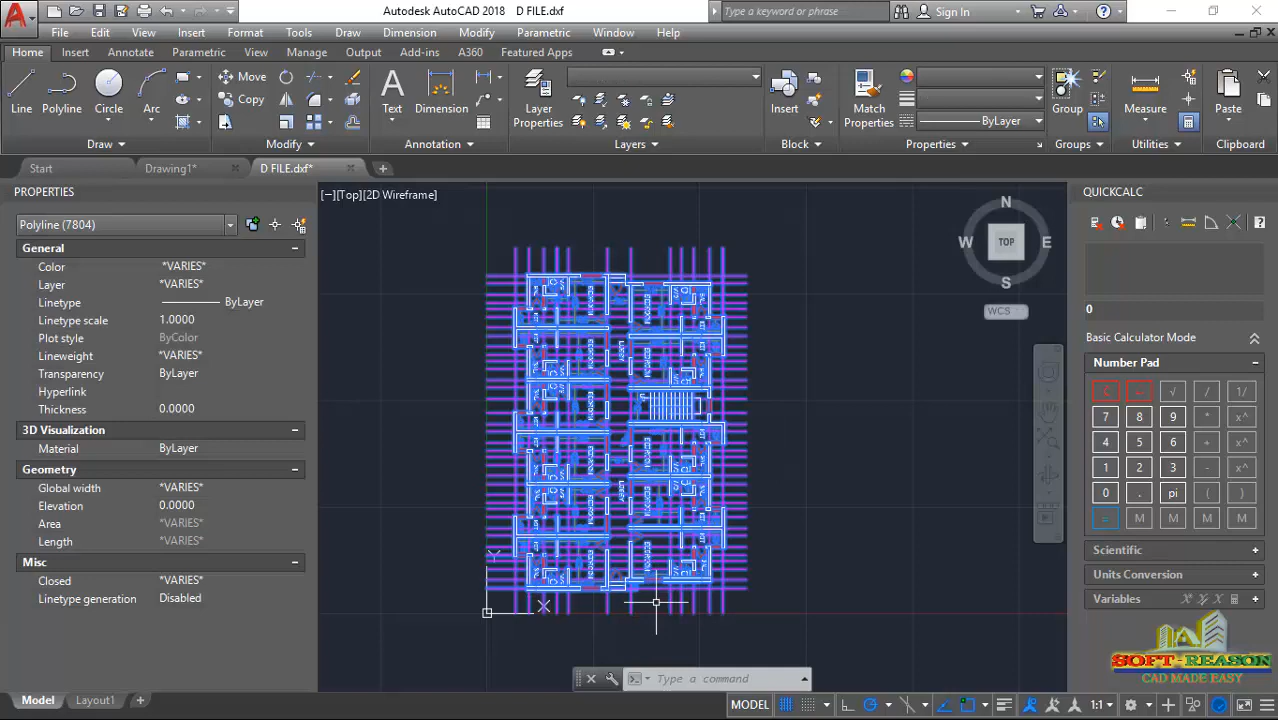 Autodesk AutoCAD 2018 D FILE.dxf
Type a keyword or phrase
Sign In
File Edit View Insert Format Tools Draw Dimension Modify Parametric Window Help
Home Insert Annotate Parametric View Manage Output Add-ins A360 Featured Apps
Line Polyline Circle Arc
Move
Copy
Text Dimension
Layer Properties
Insert
Match Properties
ByLayer
Group
Measure
Paste
Draw Modify Annotation Layers Block Properties Groups Utilities Clipboard
Start Drawing1* D FILE.dxf*
PROPERTIES
Polyline (7804)
General
Color *VARIES*
Layer *VARIES*
Linetype ByLayer
Linetype scale 1.0000
Plot style ByColor
Lineweight *VARIES*
Transparency ByLayer
Hyperlink
Thickness 0.0000
3D Visualization
Material ByLayer
Geometry
Global width *VARIES*
Elevation 0.0000
Area *VARIES*
Length *VARIES*
Misc
Closed *VARIES*
Linetype generation Disabled
[−][Top][2D Wireframe]
N
W TOP E
S
WCS
X
Type a command
QUICKCALC
0
Basic Calculator Mode
Number Pad
C √ / 1/
7 8 9 * x^
4 5 6 + x^
1 2 3 - x^
0 . pi ( )
= M M M M
Scientific
Units Conversion
Variables
SOFT-REASON
CAD MADE EASY
Model Layout1
MODEL 1:1